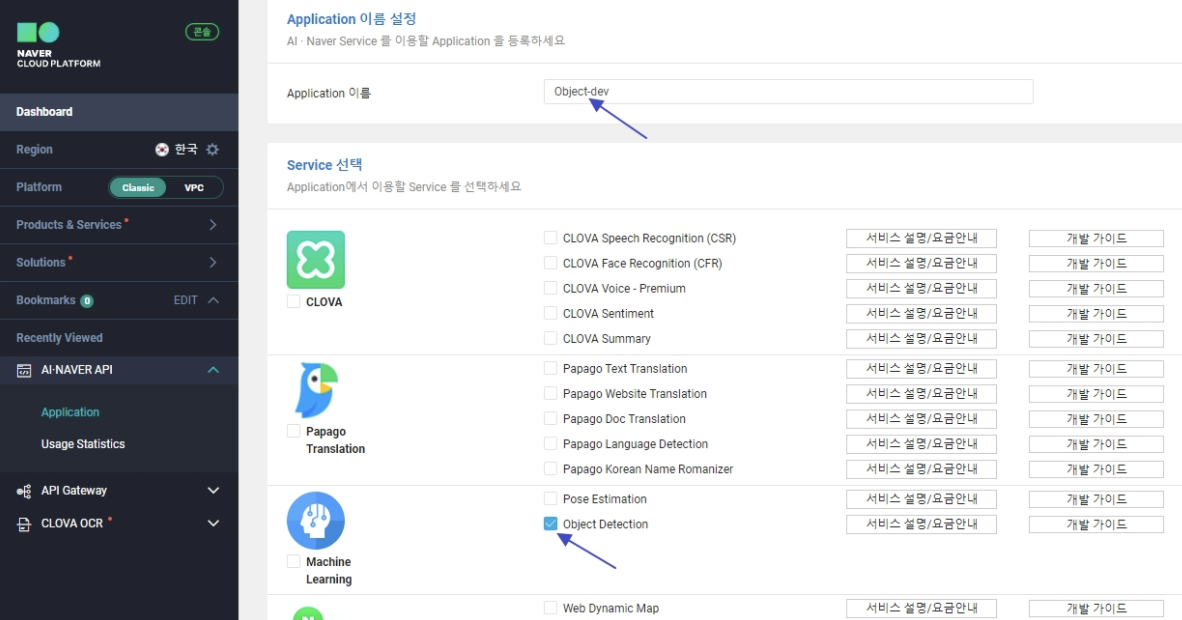 콘솔
NAVER
CLOUD PLATFORM
Dashboard
Region
한국
Platform
Classic
VPC
Products & Services
Solutions
Bookmarks 0
EDIT
Recently Viewed
AI·NAVER API
Application
Usage Statistics
API Gateway
CLOVA OCR
Application 이름 설정
AI · Naver Service 를 이용할 Application 을 등록하세요
Application 이름
Object-dev
Service 선택
Application에서 이용할 Service 를 선택하세요
CLOVA
CLOVA Speech Recognition (CSR) 서비스 설명/요금안내 개발 가이드
CLOVA Face Recognition (CFR) 서비스 설명/요금안내 개발 가이드
CLOVA Voice - Premium 서비스 설명/요금안내 개발 가이드
CLOVA Sentiment 서비스 설명/요금안내 개발 가이드
CLOVA Summary 서비스 설명/요금안내 개발 가이드
Papago
Translation
Papago Text Translation 서비스 설명/요금안내 개발 가이드
Papago Website Translation 서비스 설명/요금안내 개발 가이드
Papago Doc Translation 서비스 설명/요금안내 개발 가이드
Papago Language Detection 서비스 설명/요금안내 개발 가이드
Papago Korean Name Romanizer 서비스 설명/요금안내 개발 가이드
Machine
Learning
Pose Estimation 서비스 설명/요금안내 개발 가이드
Object Detection 서비스 설명/요금안내 개발 가이드
Web Dynamic Map 서비스 설명/요금안내 개발 가이드